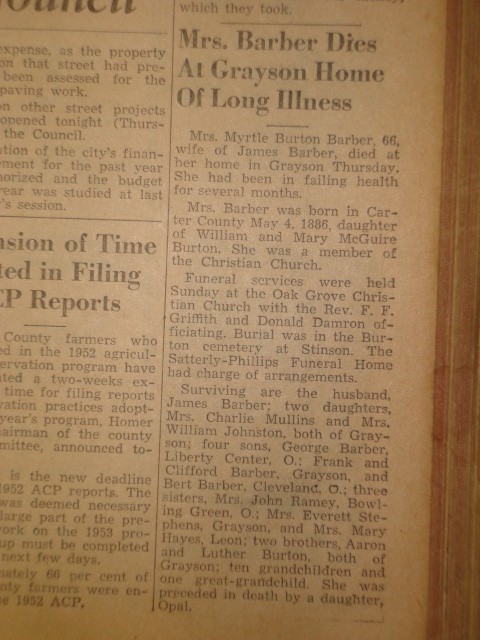 ouncil
expense, as the property
on that street had pre-
been assessed for the
paving work.
on other street projects
opened tonight (Thurs-
the Council.
ation of the city's finan-
ement for the past year
horized and the budget
year was studied at last
y's session.
nsion of Time
ted in Filing
CP Reports
County farmers who
ed in the 1952 agricul-
servation program have
nted a two-weeks ex-
time for filing reports
vation practices adopt-
year's program, Homer
airman of the county
mmittee, announced to-
is the new deadline
1952 ACP reports. The
was deemed necessary
large part of the pre-
work on the 1953 pro-
up must be completed
next few days.
mately 66 per cent of
nty farmers were en-
he 1952 ACP.
which they took.
Mrs. Barber Dies
At Grayson Home
Of Long Illness
Mrs. Myrtle Burton Barber, 66,
wife of James Barber, died at
her home in Grayson Thursday.
She had been in failing health
for several months.
Mrs. Barber was born in Car-
ter County May 4, 1886, daughter
of William and Mary McGuire
Burton. She was a member of
the Christian Church.
Funeral services were held
Sunday at the Oak Grove Chris-
tian Church with the Rev. F. F.
Griffith and Donald Damron of-
ficiating. Burial was in the Bur-
ton cemetery at Stinson. The
Satterly-Phillips Funeral Home
had charge of arrangements.
Surviving are the husband,
James Barber; two daughters,
Mrs. Charlie Mullins and Mrs.
William Johnston, both of Gray-
son; four sons, George Barber,
Liberty Center, O.; Frank and
Clifford Barber, Grayson, and
Bert Barber, Cleveland, O.; three
sisters, Mrs. John Ramey, Bowl-
ing Green, O.; Mrs. Everett Ste-
phens, Grayson, and Mrs. Mary
Hayes, Leon; two brothers, Aaron
and Luther Burton, both of
Grayson; ten grandchildren and
one great-grandchild. She was
preceded in death by a daughter,
Opal.